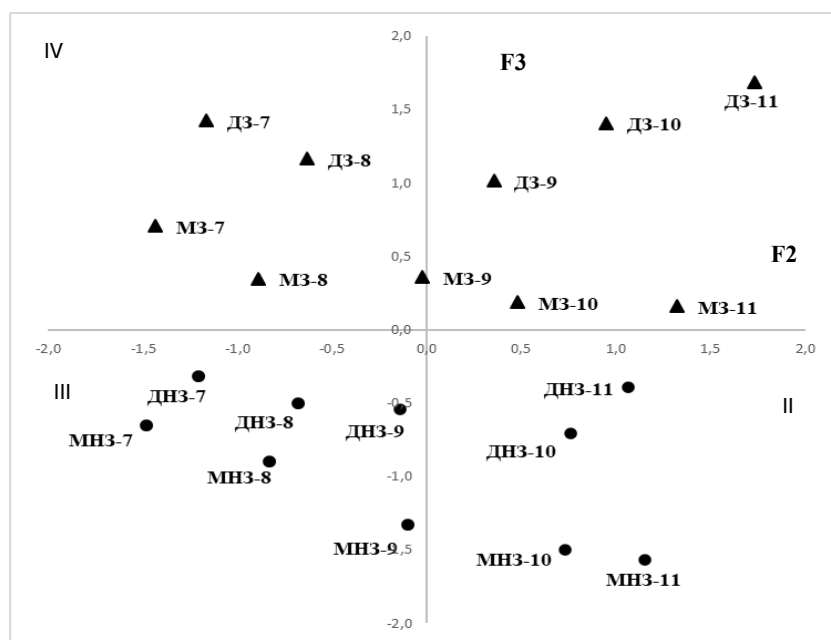 2,0
IV
F3
ДЗ-11
1,5
ДЗ-7
ДЗ-10
ДЗ-8
1,0
ДЗ-9
МЗ-7
0,5
F2
МЗ-8
МЗ-9
МЗ-10
МЗ-11
0,0
-2,0 -1,5 -1,0 -0,5 0,0 0,5 1,0 1,5 2,0
III
ДНЗ-7
ДНЗ-11
II
-0,5
ДНЗ-8
ДНЗ-9
МНЗ-7
ДНЗ-10
-1,0
МНЗ-8
-1,5
МНЗ-9
МНЗ-10
МНЗ-11
-2,0